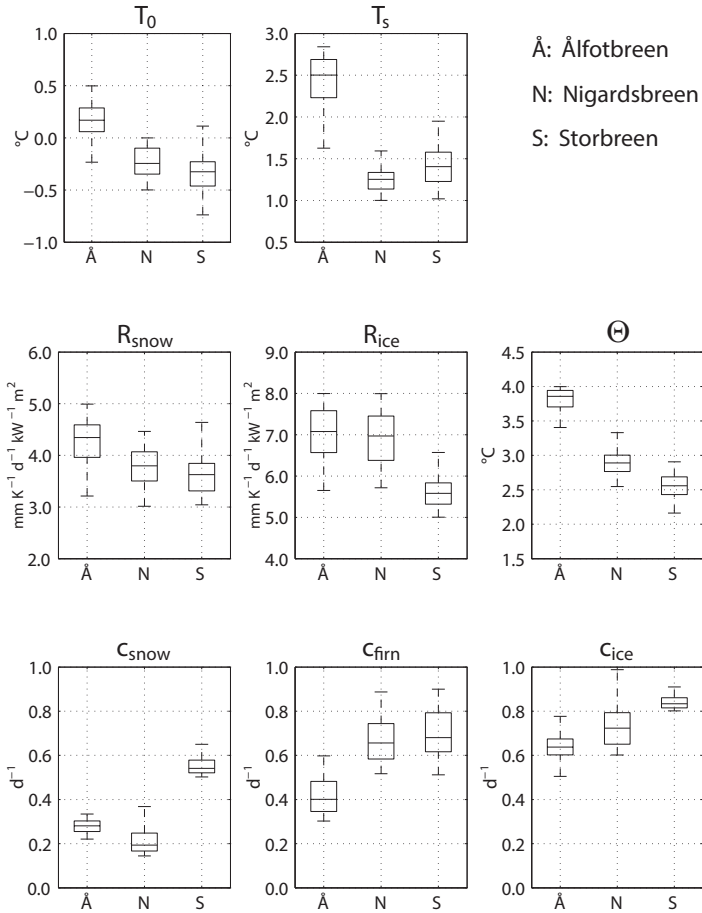 T0
Ts
°C
1.0
0.5
0.0
−0.5
−1.0
Å N S
°C
3.0
2.5
2.0
1.5
1.0
0.5
Å N S
Å: Ålfotbreen
N: Nigardsbreen
S: Storbreen
Rsnow
Rice
Θ
mm K−1 d−1 kW−1 m2
6.0
5.0
4.0
3.0
2.0
Å N S
mm K−1 d−1 kW−1 m2
9.0
8.0
7.0
6.0
5.0
4.0
Å N S
°C
4.5
4.0
3.5
3.0
2.5
2.0
1.5
Å N S
csnow
cfirn
cice
d−1
1.0
0.8
0.6
0.4
0.2
0.0
Å N S
d−1
1.0
0.8
0.6
0.4
0.2
0.0
Å N S
d−1
1.0
0.8
0.6
0.4
0.2
0.0
Å N S